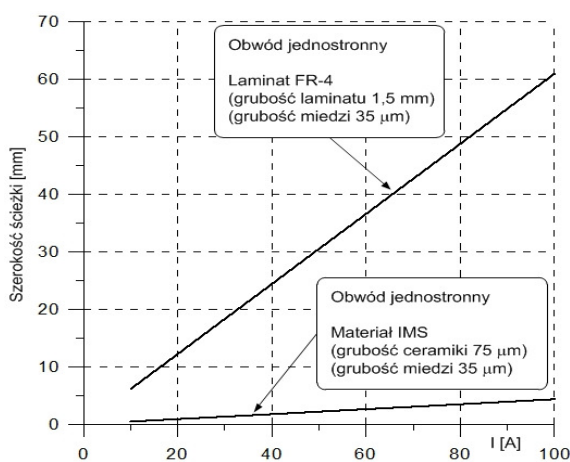 70
60
50
40
30
20
10
0
Szerokość ścieżki [mm]
Obwód jednostronny
Laminat FR-4
(grubość laminatu 1,5 mm)
(grubość miedzi 35 μm)
Obwód jednostronny
Materiał IMS
(grubość ceramiki 75 μm)
(grubość miedzi 35 μm)
0 20 40 60 80 100
I [A]